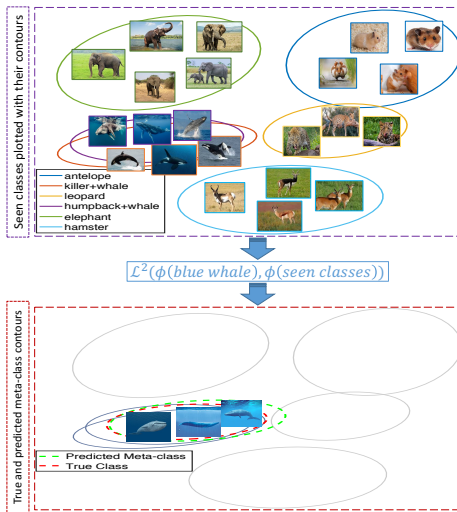 Seen classes plotted with their contours
antelope
killer+whale
leopard
humpback+whale
elephant
hamster
ℒ²(ϕ(blue whale), ϕ(seen classes))
True and predicted meta-class contours
Predicted Meta-class
True Class